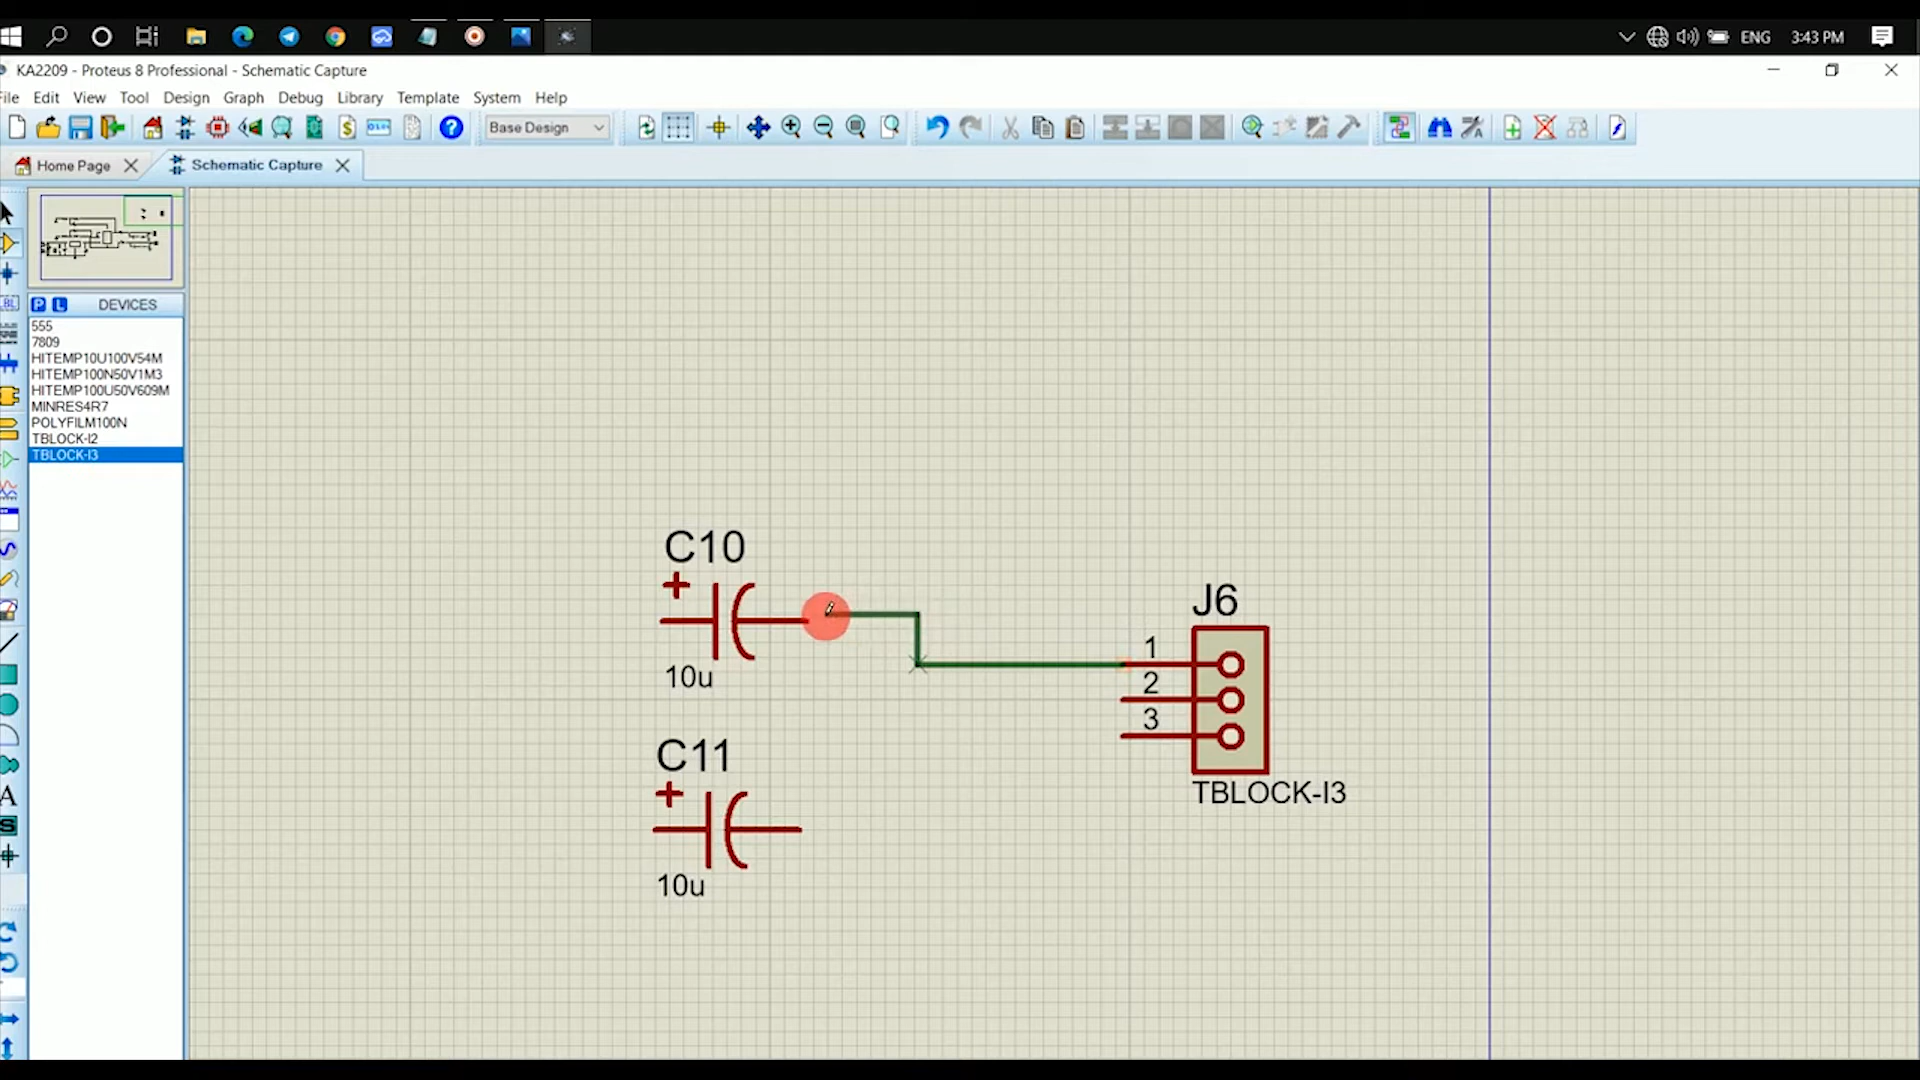 ENG 3:43 PM
KA2209 - Proteus 8 Professional - Schematic Capture
File Edit View Tool Design Graph Debug Library Template System Help
Base Design
Home Page
Schematic Capture
P L DEVICES
555
7809
HITEMP10U100V54M
HITEMP100N50V1M3
HITEMP100U50V609M
MINRES4R7
POLYFILM100N
TBLOCK-I2
TBLOCK-I3
C10
+
10u
C11
+
10u
J6
1
2
3
TBLOCK-I3